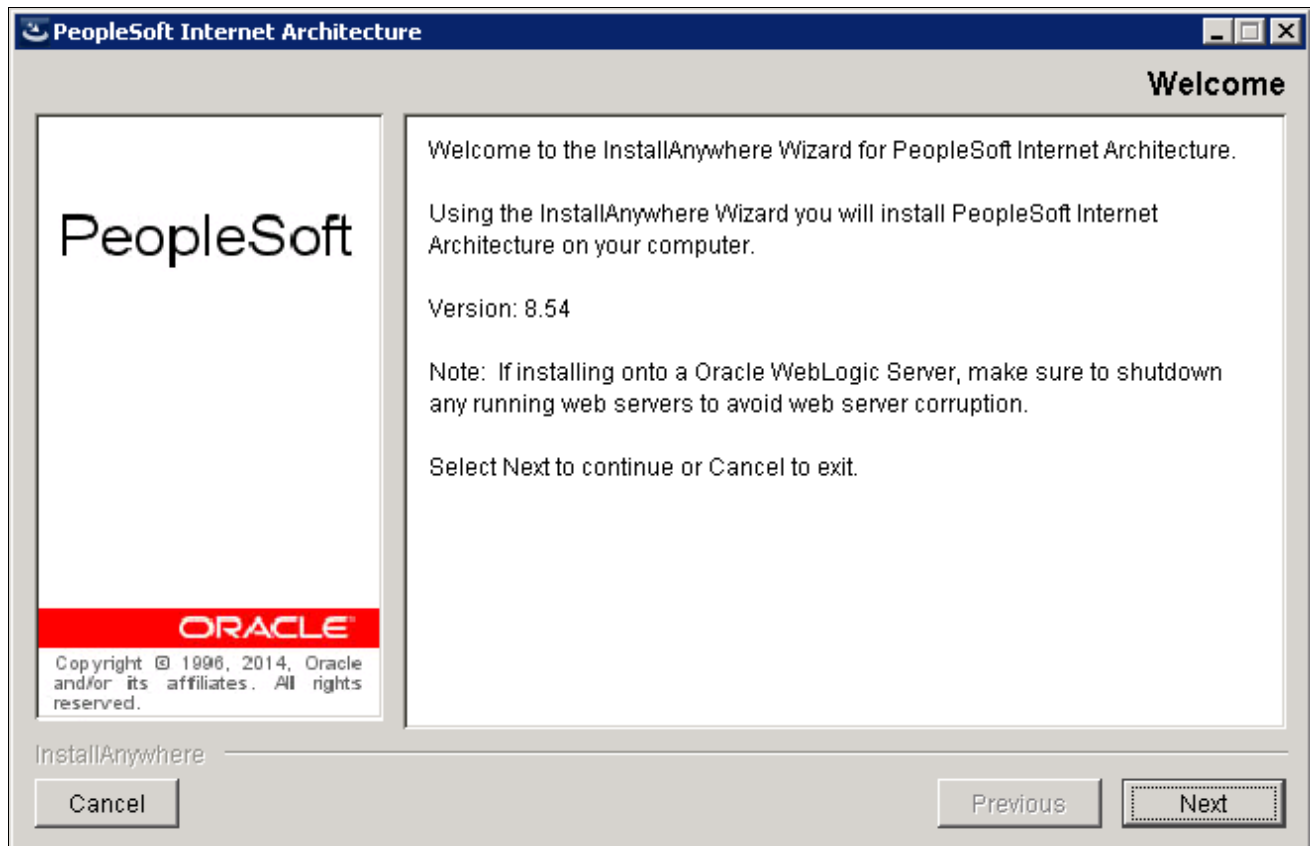 PeopleSoft Internet Architecture
Welcome
PeopleSoft
ORACLE
Copyright © 1996, 2014, Oracle
and/or its affiliates. All rights
reserved.
Welcome to the InstallAnywhere Wizard for PeopleSoft Internet Architecture.
Using the InstallAnywhere Wizard you will install PeopleSoft Internet
Architecture on your computer.
Version: 8.54
Note: If installing onto a Oracle WebLogic Server, make sure to shutdown
any running web servers to avoid web server corruption.
Select Next to continue or Cancel to exit.
InstallAnywhere
Cancel
Previous
Next